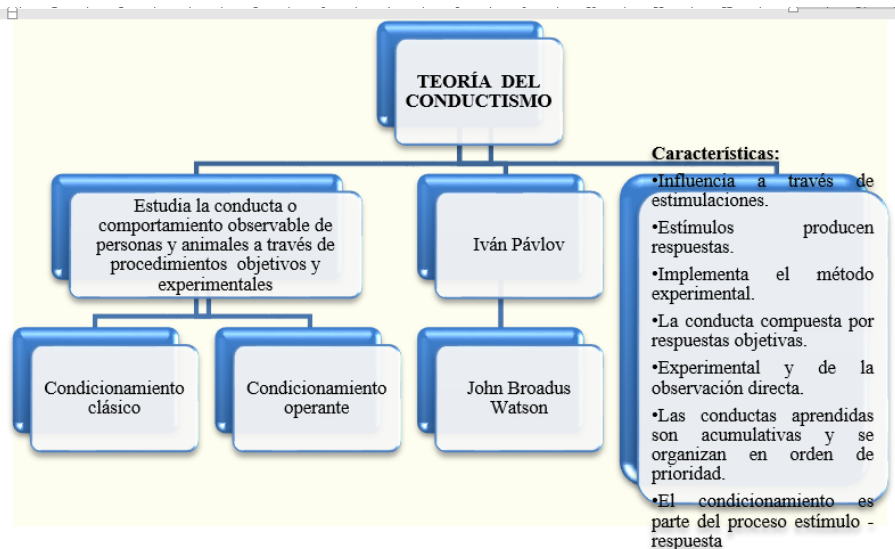 TEORÍA DEL
CONDUCTISMO
Estudia la conducta o
comportamiento observable de
personas y animales a través de
procedimientos objetivos y
experimentales
Condicionamiento
clásico
Condicionamiento
operante
Iván Pávlov
John Broadus
Watson
Características:
•Influencia a través de
estimulaciones.
•Estímulos producen
respuestas.
•Implementa el método
experimental.
•La conducta compuesta por
respuestas objetivas.
•Experimental y de la
observación directa.
•Las conductas aprendidas
son acumulativas y se
organizan en orden de
prioridad.
•El condicionamiento es
parte del proceso estímulo -
respuesta